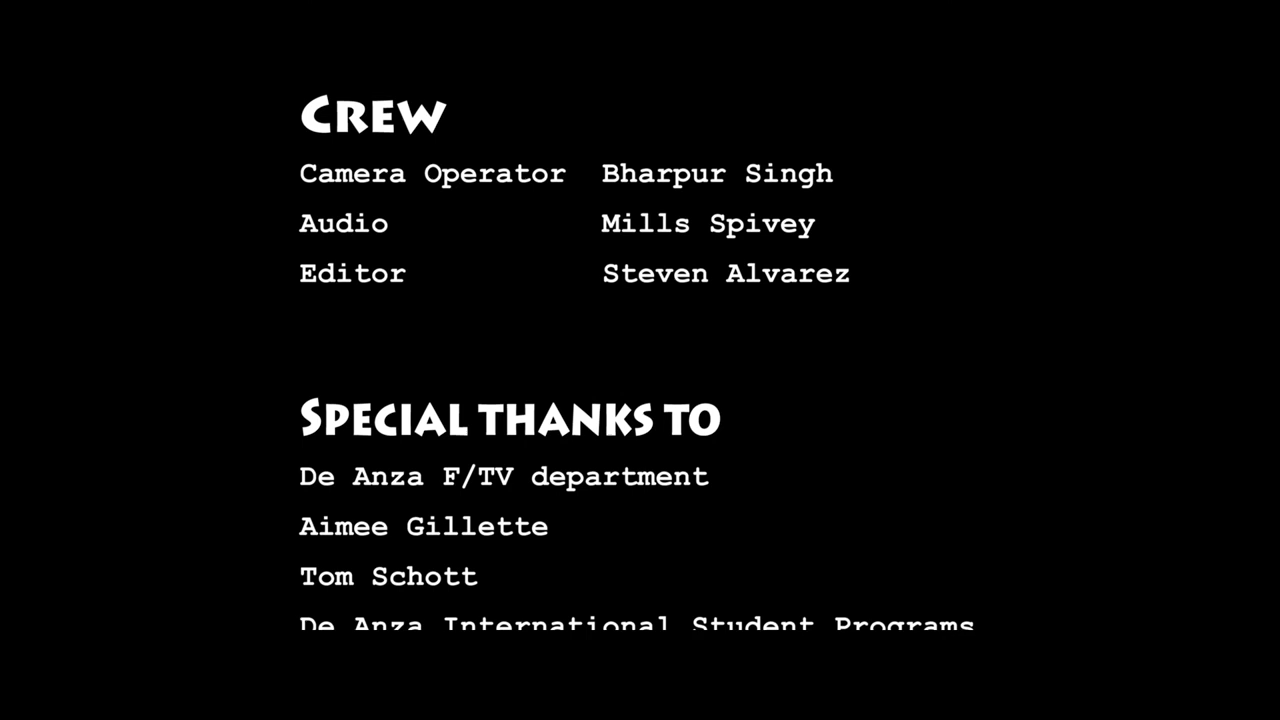 CREW
Camera Operator Bharpur Singh
Audio Mills Spivey
Editor Steven Alvarez
SPECIAL THANKS TO
De Anza F/TV department
Aimee Gillette
Tom Schott
De Anza International Student Programs